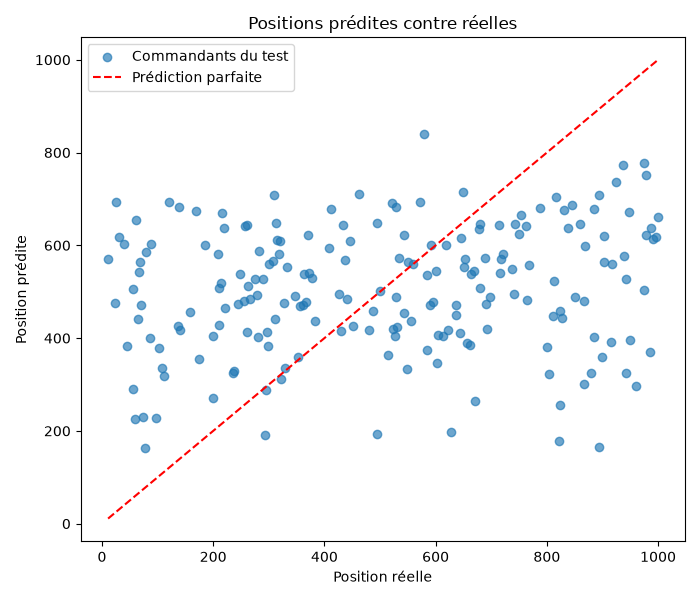 Positions prédites contre réelles
Commandants du test
Prédiction parfaite
1000
800
600
400
200
0
Position prédite
0 200 400 600 800 1000
Position réelle